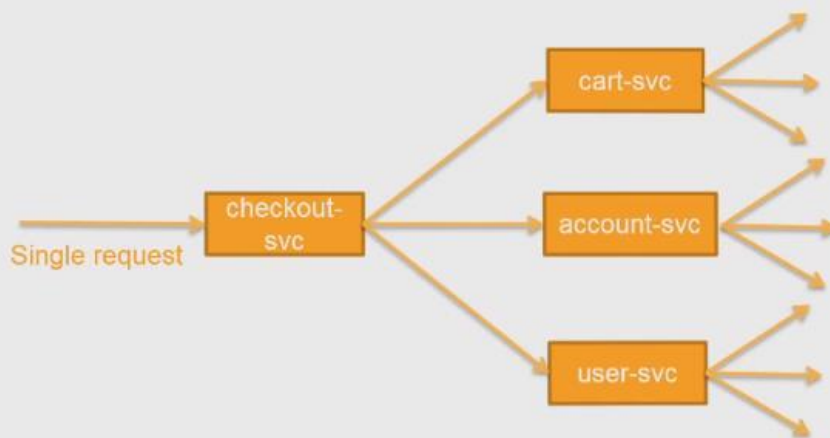 cart-svc
checkout-
svc
Single request
account-svc
user-svc